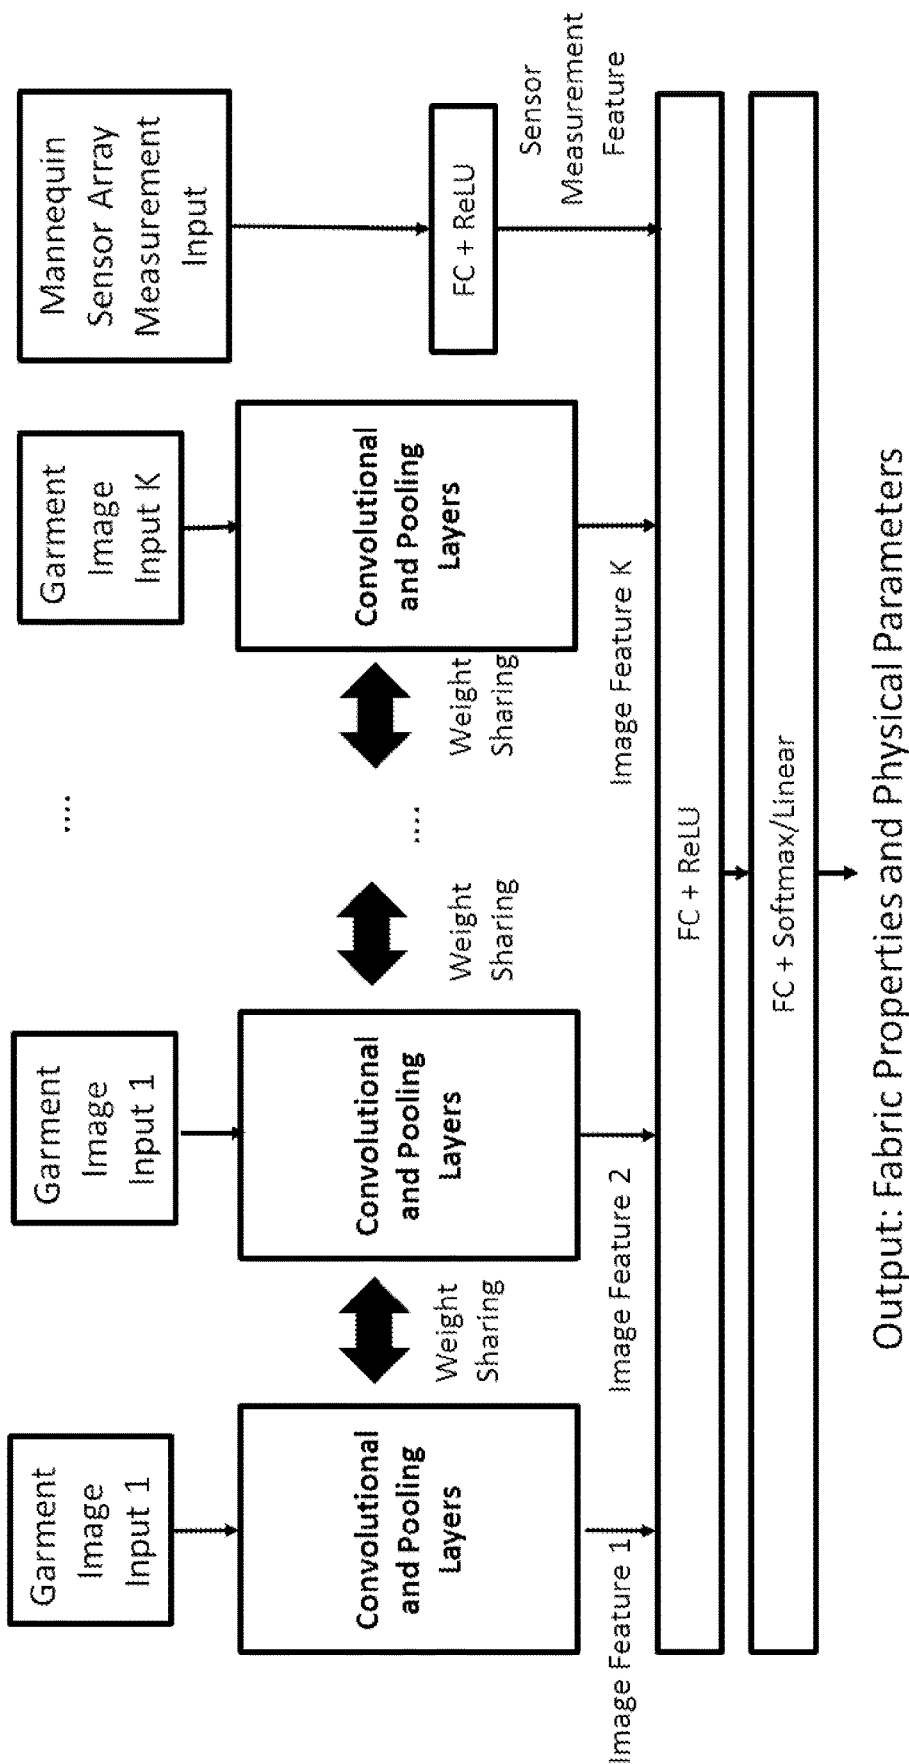 Garment
Image
Input 1
Garment
Image
Input 1
....
Garment
Image
Input K
Mannequin
Sensor Array
Measurement
Input
Convolutional
and Pooling
Layers
Weight
Sharing
Convolutional
and Pooling
Layers
Weight
Sharing
....
Weight
Sharing
Convolutional
and Pooling
Layers
FC + ReLU
Image Feature 1
Image Feature 2
Image Feature K
Sensor
Measurement
Feature
FC + ReLU
FC + Softmax/Linear
Output: Fabric Properties and Physical Parameters